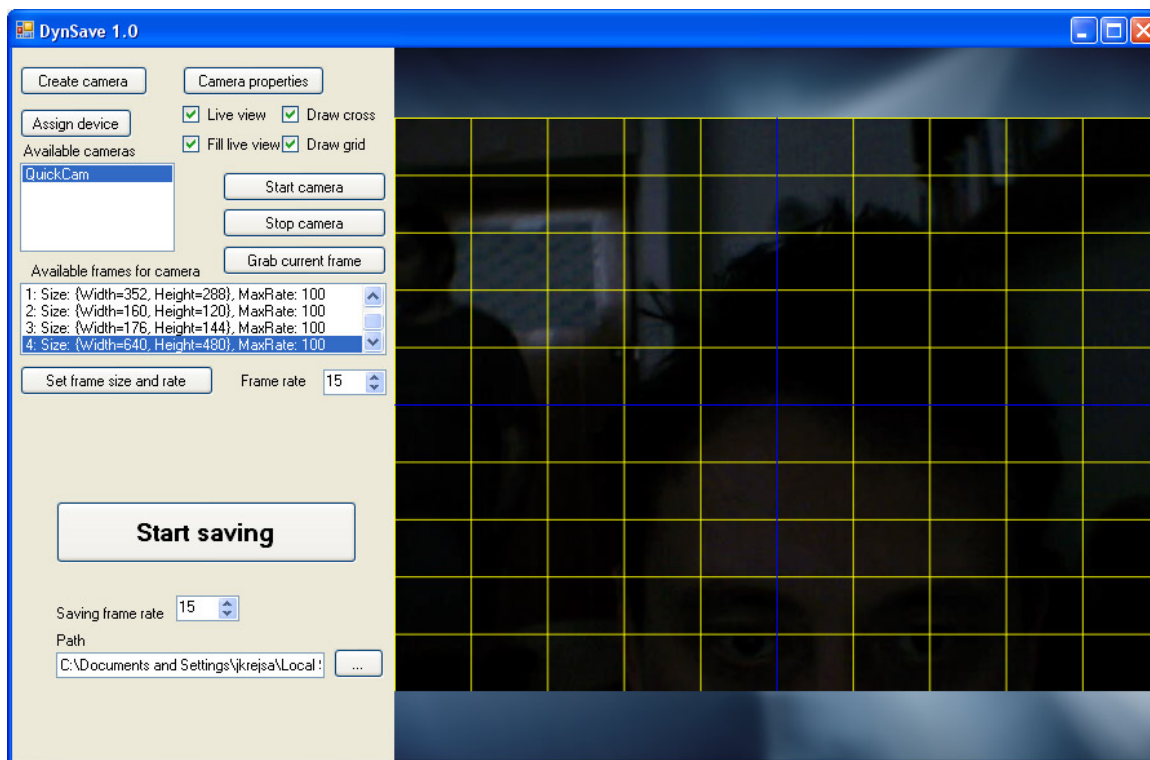 DynSave 1.0
Create camera
Camera properties
Assign device
Live view
Draw cross
Fill live view
Draw grid
Available cameras
QuickCam
Start camera
Stop camera
Grab current frame
Available frames for camera
1: Size: {Width=352, Height=288}, MaxRate: 100
2: Size: {Width=160, Height=120}, MaxRate: 100
3: Size: {Width=176, Height=144}, MaxRate: 100
4: Size: {Width=640, Height=480}, MaxRate: 100
Set frame size and rate
Frame rate
15
Start saving
Saving frame rate
15
Path
C:\Documents and Settings\jkrejsa\Local
...